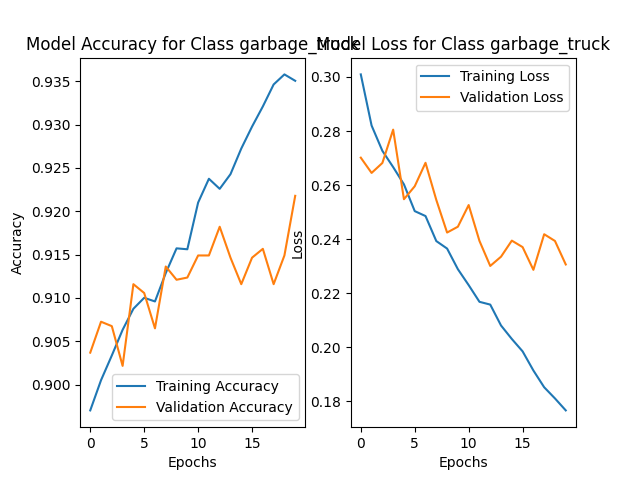 Model Accuracy for Class garbage_truck
Model Loss for Class garbage_truck
0.935
0.930
0.925
0.920
0.915
0.910
0.905
0.900
Accuracy
Training Accuracy
Validation Accuracy
0 5 10 15
Epochs
0.30
0.28
0.26
0.24
0.22
0.20
0.18
Loss
Training Loss
Validation Loss
0 5 10 15
Epochs